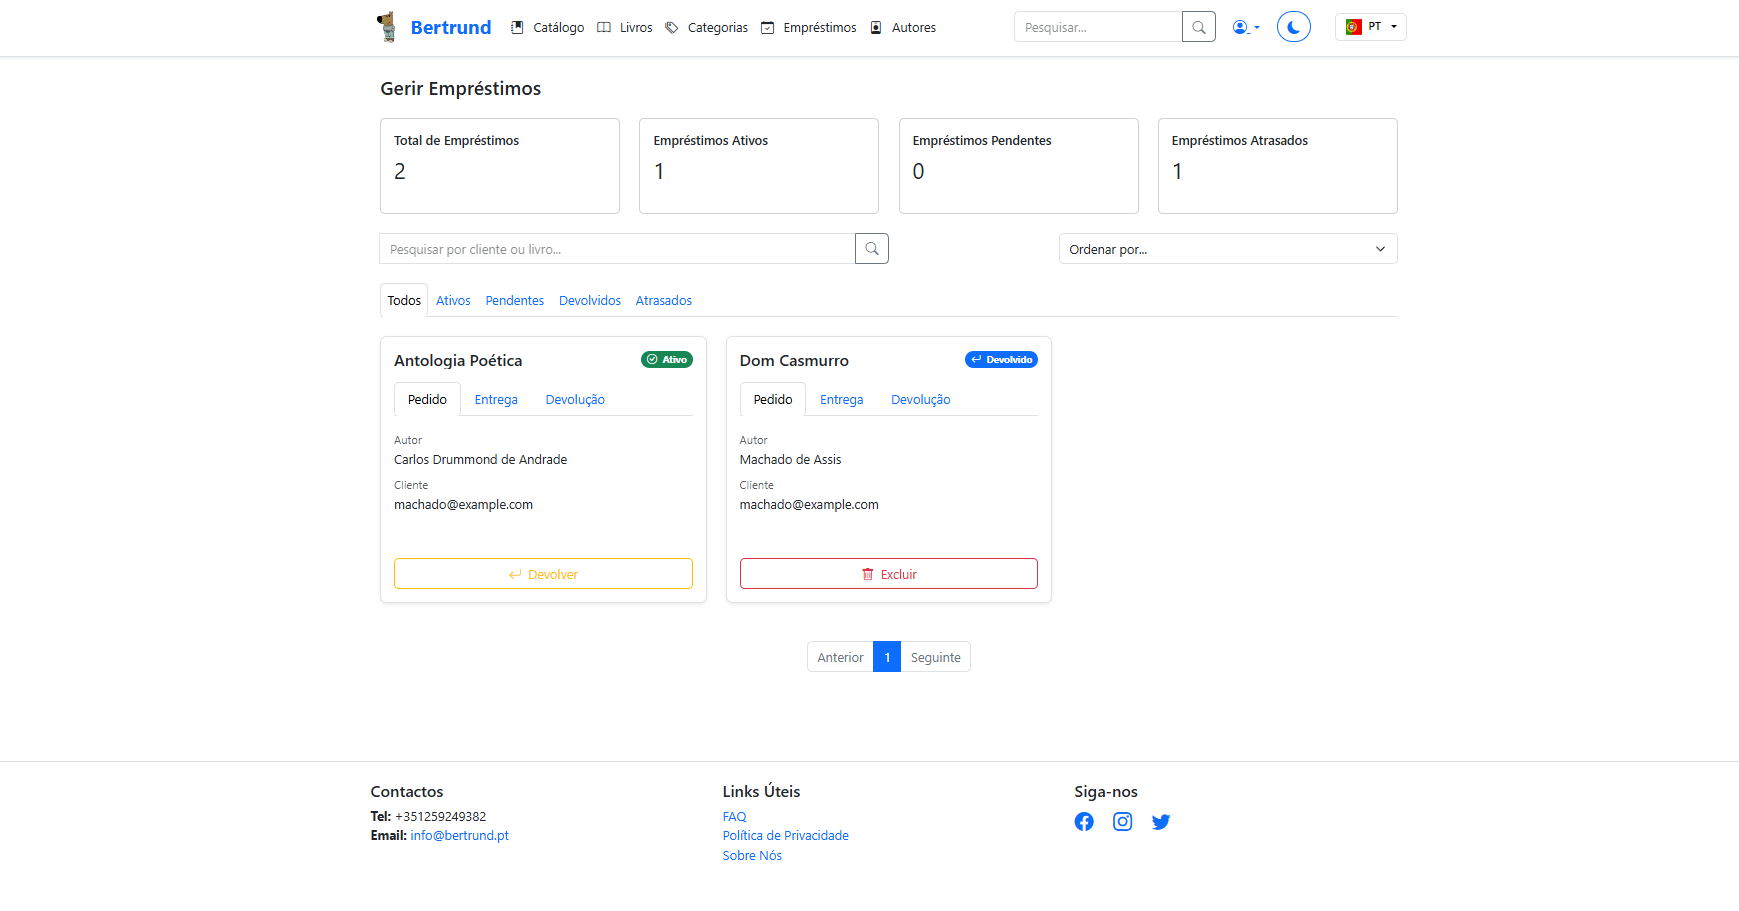 Bertrund Catálogo Livros Categorias Empréstimos Autores Pesquisar... PT
Gerir Empréstimos
Total de Empréstimos
2
Empréstimos Ativos
1
Empréstimos Pendentes
0
Empréstimos Atrasados
1
Pesquisar por cliente ou livro...
Ordenar por...
Todos Ativos Pendentes Devolvidos Atrasados
Antologia Poética Ativo
Pedido Entrega Devolução
Autor
Carlos Drummond de Andrade
Cliente
machado@example.com
Devolver
Dom Casmurro Devolvido
Pedido Entrega Devolução
Autor
Machado de Assis
Cliente
machado@example.com
Excluir
Anterior 1 Seguinte
Contactos
Tel: +351259249382
Email: info@bertrund.pt
Links Úteis
FAQ
Política de Privacidade
Sobre Nós
Siga-nos